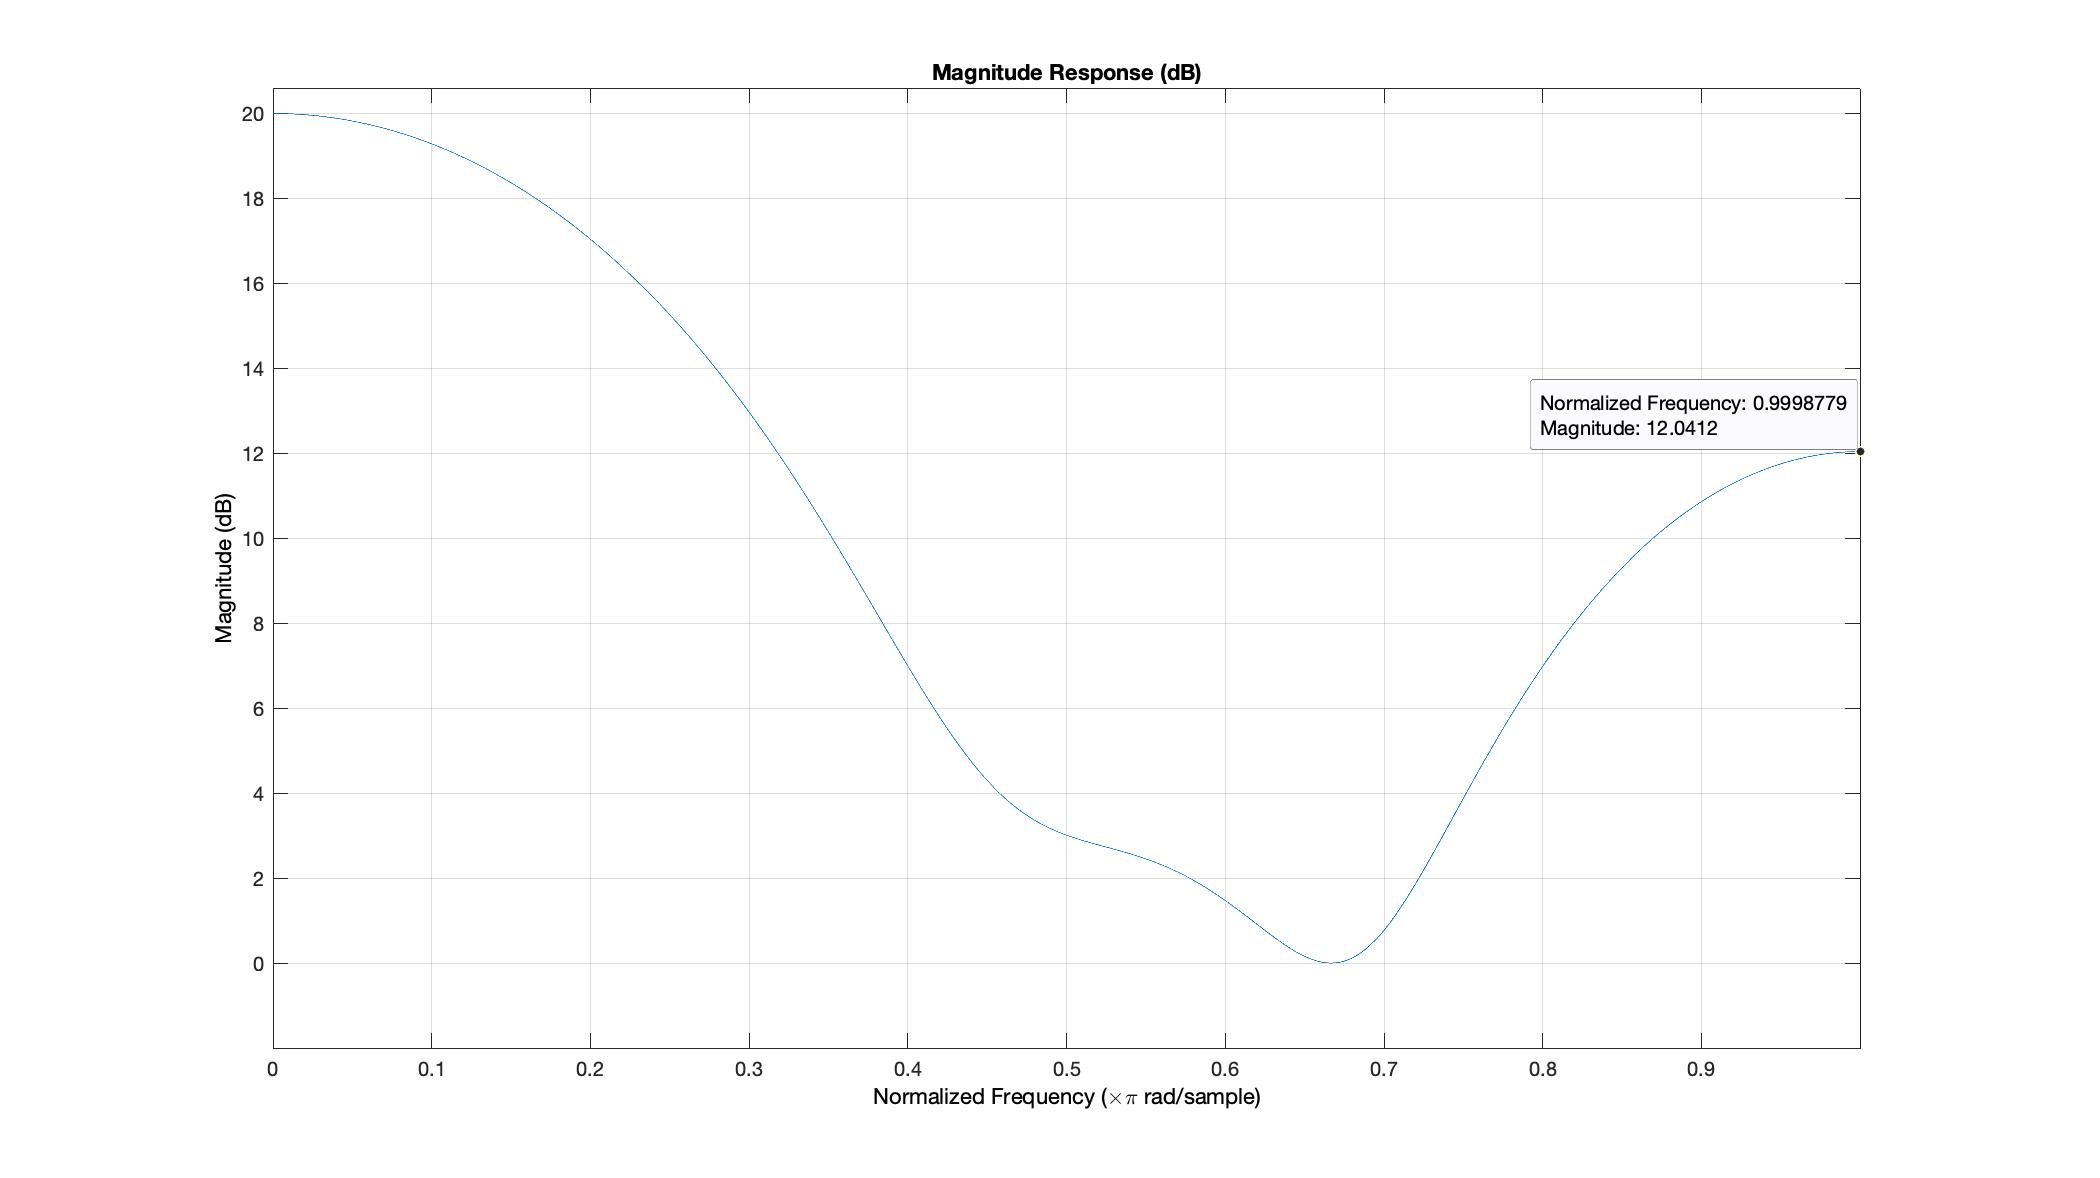 Magnitude Response (dB)
20
18
16
14
12
10
8
6
4
2
0
Magnitude (dB)
Normalized Frequency: 0.9998779
Magnitude: 12.0412
0 0.1 0.2 0.3 0.4 0.5 0.6 0.7 0.8 0.9
Normalized Frequency (×π rad/sample)